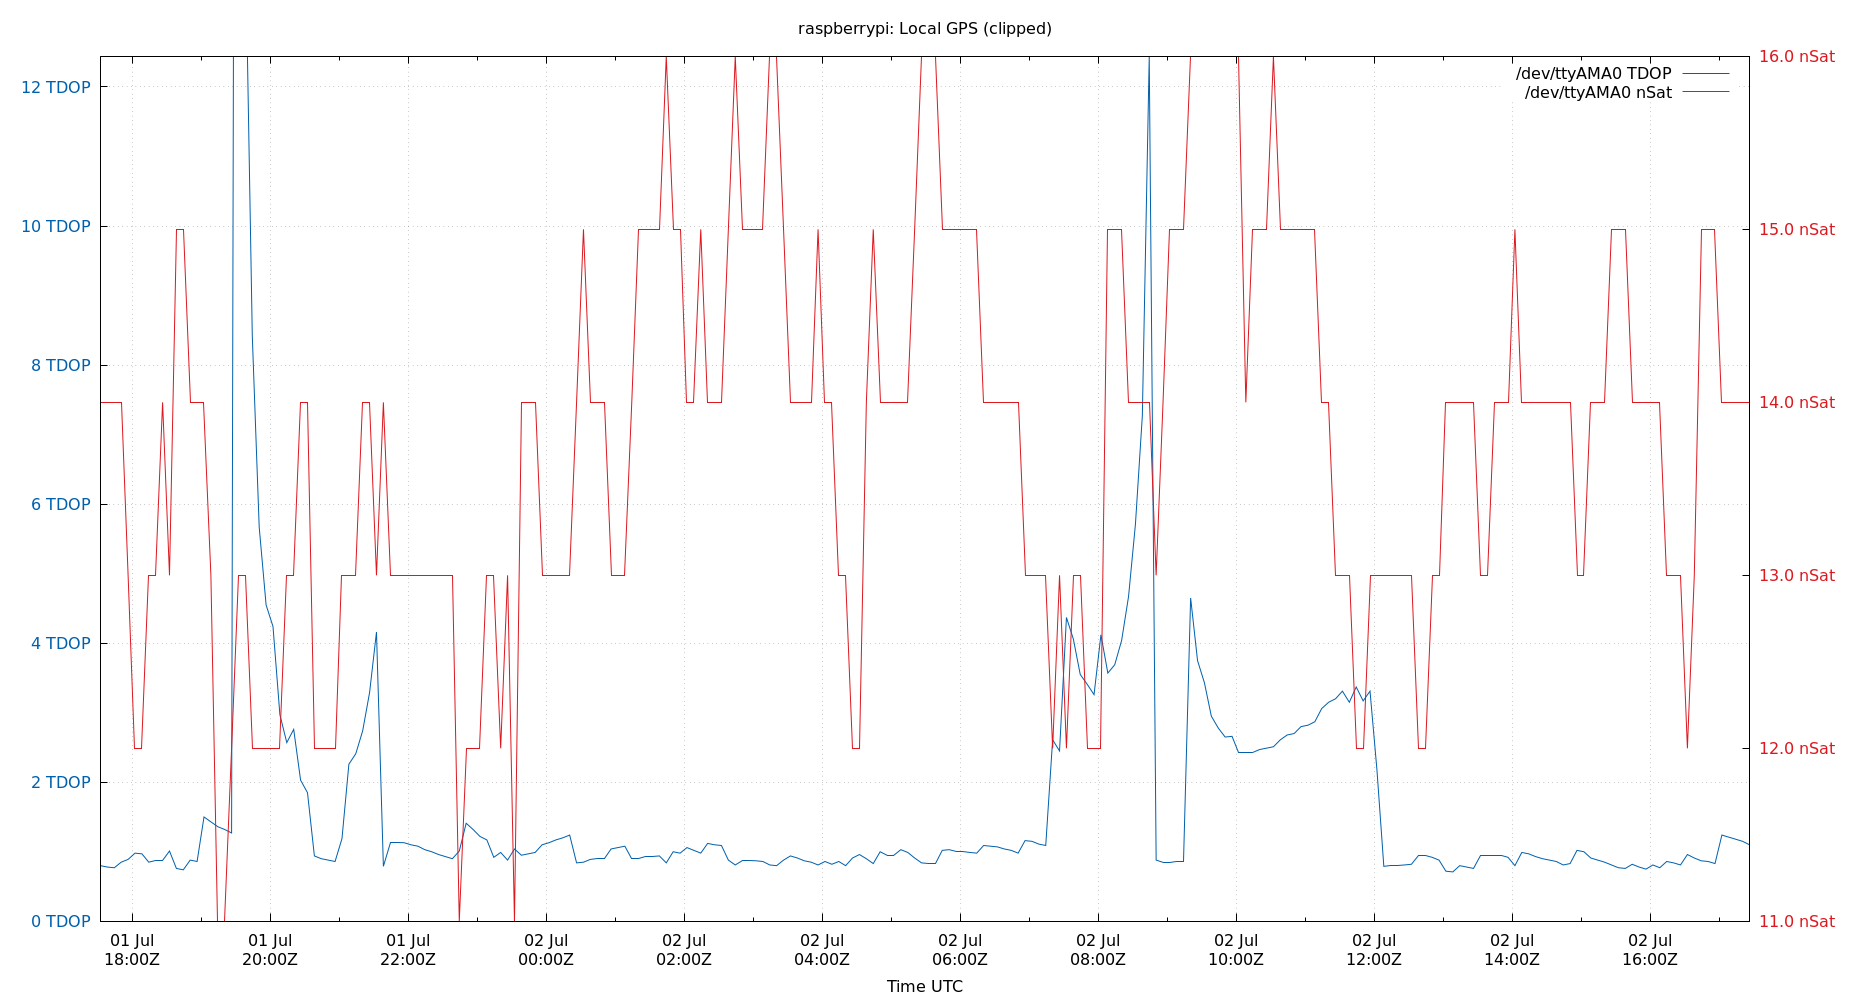 raspberrypi: Local GPS (clipped)
/dev/ttyAMA0 TDOP
/dev/ttyAMA0 nSat
12 TDOP
10 TDOP
8 TDOP
6 TDOP
4 TDOP
2 TDOP
0 TDOP
16.0 nSat
15.0 nSat
14.0 nSat
13.0 nSat
12.0 nSat
11.0 nSat
01 Jul
18:00Z
01 Jul
20:00Z
01 Jul
22:00Z
02 Jul
00:00Z
02 Jul
02:00Z
02 Jul
04:00Z
02 Jul
06:00Z
02 Jul
08:00Z
02 Jul
10:00Z
02 Jul
12:00Z
02 Jul
14:00Z
02 Jul
16:00Z
Time UTC